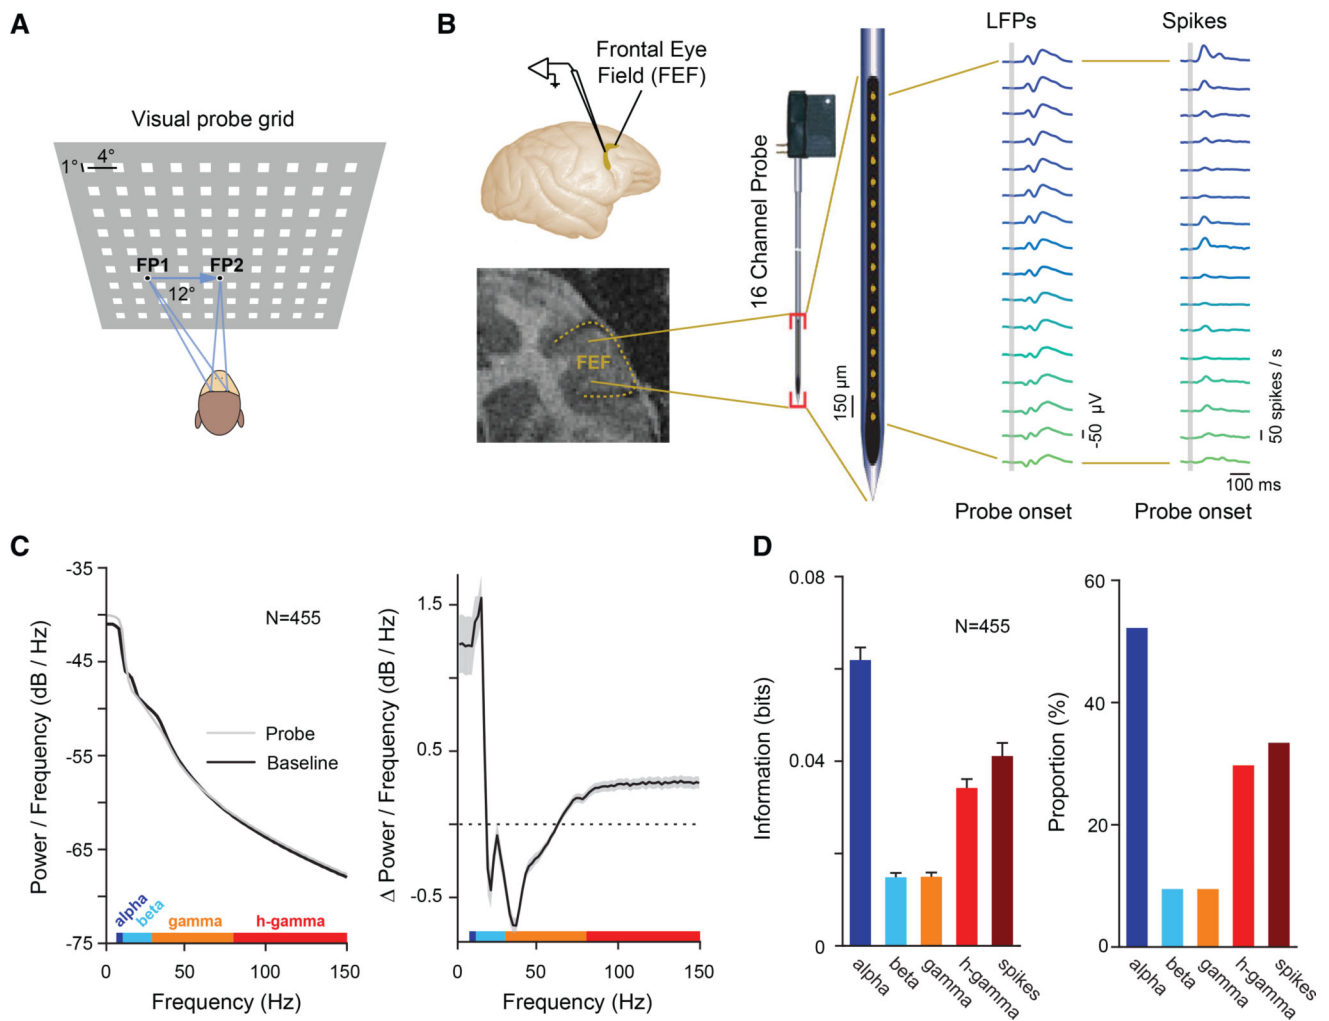 A
Visual probe grid
1°
4°
FP1
FP2
12°
B
Frontal Eye
Field (FEF)
FEF
16 Channel Probe
150 μm
LFPs
Spikes
-50 μV
50 spikes / s
100 ms
Probe onset
Probe onset
C
Power / Frequency (dB / Hz)
-35
-45
-55
-65
-75
N=455
Probe
Baseline
alpha
beta
gamma
h-gamma
0
50
100
150
Frequency (Hz)
Δ Power / Frequency (dB / Hz)
1.5
0.5
-0.5
0
50
100
150
Frequency (Hz)
D
Information (bits)
0.08
0.04
0
N=455
alpha
beta
gamma
h-gamma
spikes
Proportion (%)
60
40
20
0
alpha
beta
gamma
h-gamma
spikes